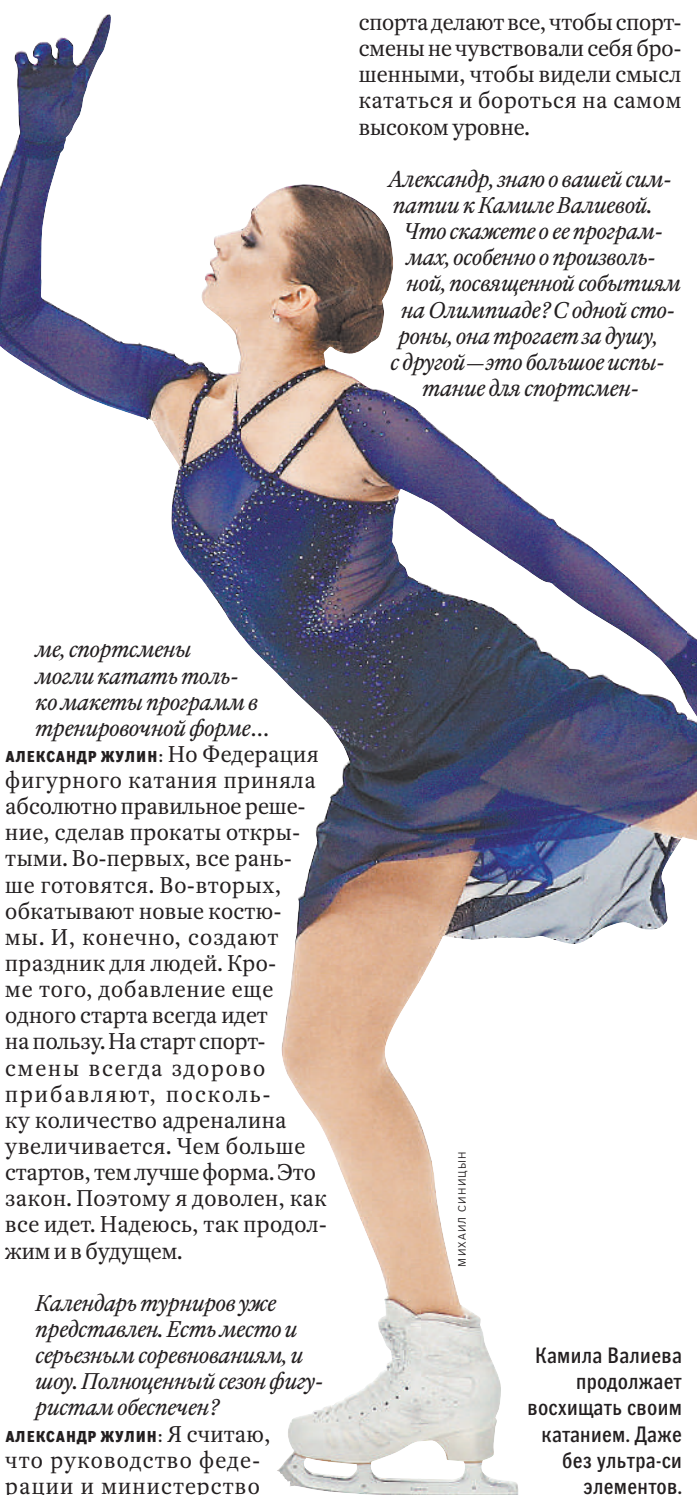 ме, спортсмены
могли катать толь-
ко макеты программ в
тренировочной форме...
АЛЕКСАНДР ЖУЛИН: Но Федерация
фигурного катания приняла
абсолютно правильное реше-
ние, сделав прокаты откры-
тыми. Во-первых, все рань-
ше готовятся. Во-вторых,
обкатывают новые костю-
мы. И, конечно, создают
праздник для людей. Кро-
ме того, добавление еще
одного старта всегда идет
на пользу. На старт спорт-
смены всегда здорово
прибавляют, посколь-
ку количество адреналина
увеличивается. Чем больше
стартов, тем лучше форма. Это
закон. Поэтому я доволен, как
все идет. Надеюсь, так продол-
жим и в будущем.
Календарь турниров уже
представлен. Есть место и
серьезным соревнованиям, и
шоу. Полноценный сезон фигу-
ристам обеспечен?
АЛЕКСАНДР ЖУЛИН: Я считаю,
что руководство феде-
рации и министерство
спорта делают все, чтобы спорт-
смены не чувствовали себя бро-
шенными, чтобы видели смысл
кататься и бороться на самом
высоком уровне.
Александр, знаю о вашей сим-
патии к Камиле Валиевой.
Что скажете о ее програм-
мах, особенно о произволь-
ной, посвященной событиям
на Олимпиаде? С одной сто-
роны, она трогает за душу,
с другой — это большое испы-
тание для спортсмен-
МИХАИЛ СИНИЦЫН
Камила Валиева
продолжает
восхищать своим
катанием. Даже
без ультра-си
элементов.